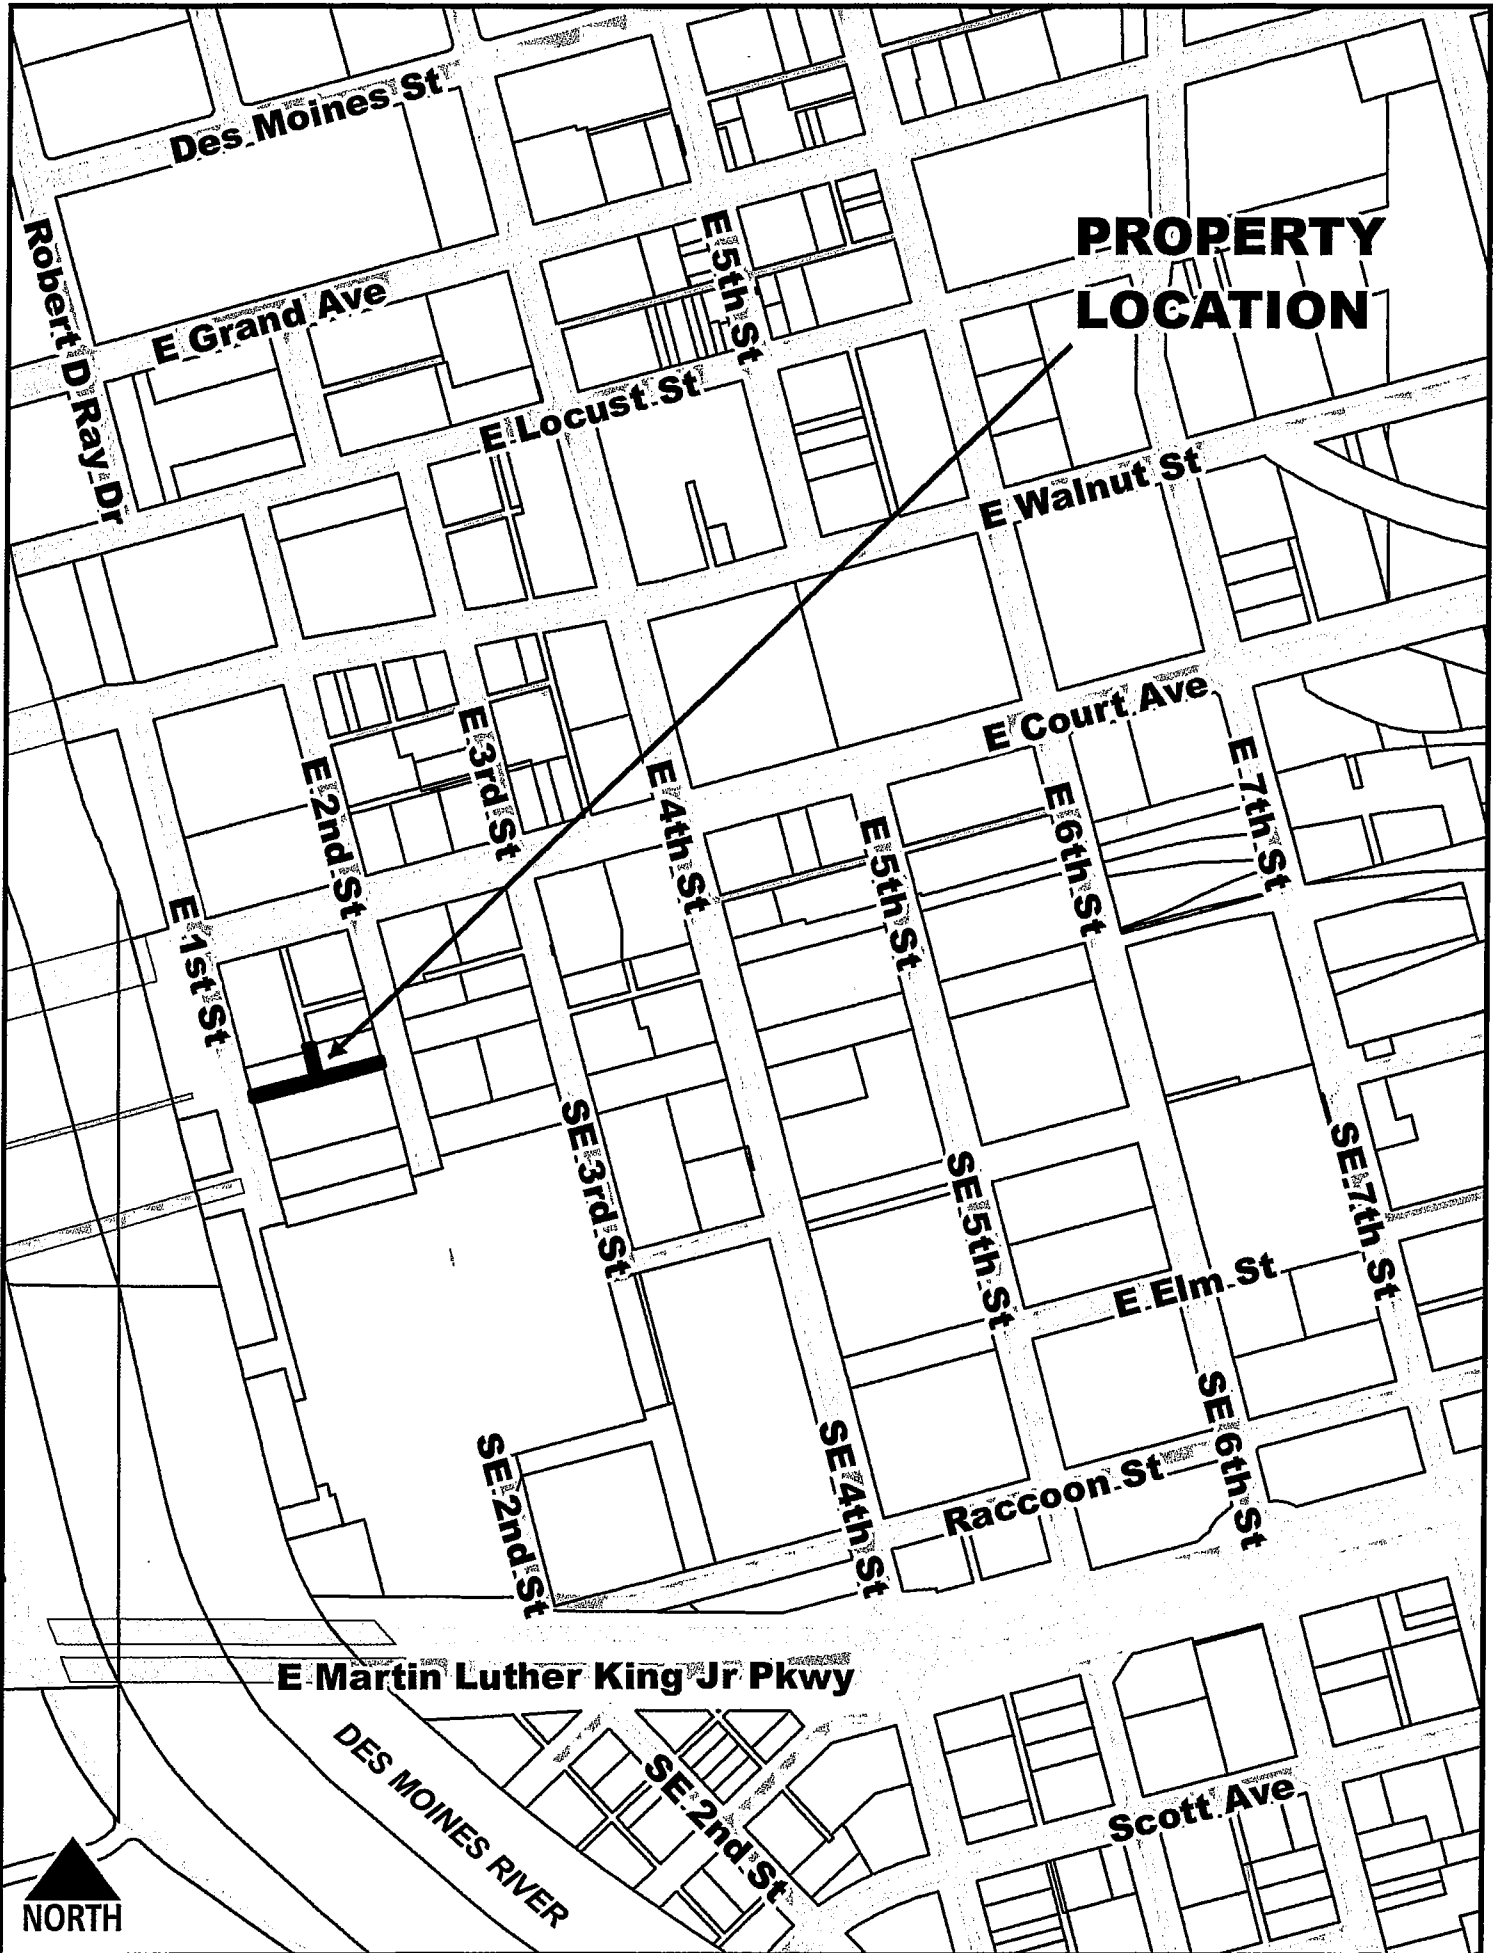 Des Moines St
Robert D Ray Dr
E Grand Ave
E 5th St
PROPERTY
LOCATION
E Locust St
E Walnut St
E Court Ave
E 3rd St
E 2nd St
E 4th St
E 7th St
E 6th St
E 5th St
E 1st St
SE 3rd St
SE 5th St
SE 7th St
E Elm St
SE 6th St
SE 4th St
SE 2nd St
Raccoon St
E Martin Luther King Jr Pkwy
DES MOINES RIVER
SE 2nd St
Scott Ave
NORTH